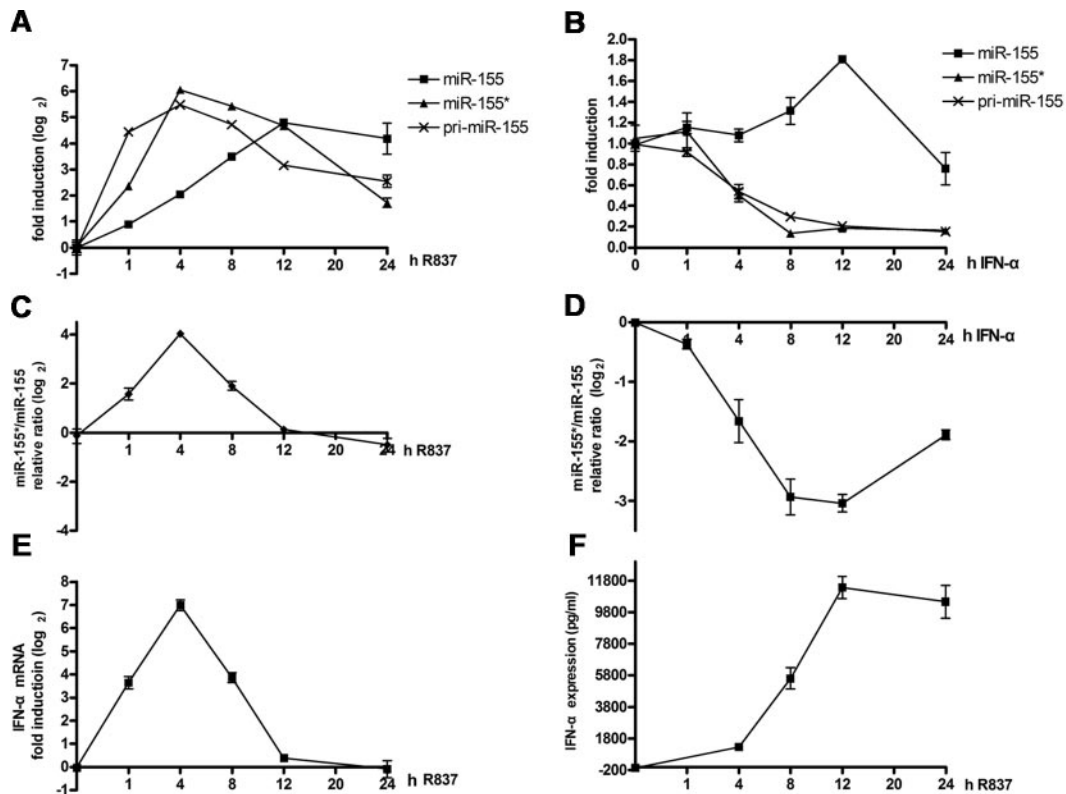 A
7
6
5
4
3
2
1
0
-1
fold induction (log 2)
1 4 8 12 20 24 h R837
miR-155
miR-155*
pri-miR-155
B
2.0
1.8
1.6
1.4
1.2
1.0
0.8
0.6
0.4
0.2
0.0
fold induction
0 1 4 8 12 20 24 h IFN-α
miR-155
miR-155*
pri-miR-155
C
4
2
0
-2
-4
miR-155*/miR-155
relative ratio (log 2)
1 4 8 12 20 24 h R837
D
0
-1
-2
-3
miR-155*/miR-155
relative ratio (log2)
1 4 8 12 20 24 h IFN-α
E
8
7
6
5
4
3
2
1
0
-1
IFN-α mRNA
fold inductioin (log 2)
1 4 8 12 20 24 h R837
F
11800
9800
7800
5800
3800
1800
-200
IFN-α expression (pg/ml)
1 4 8 12 20 24 h R837